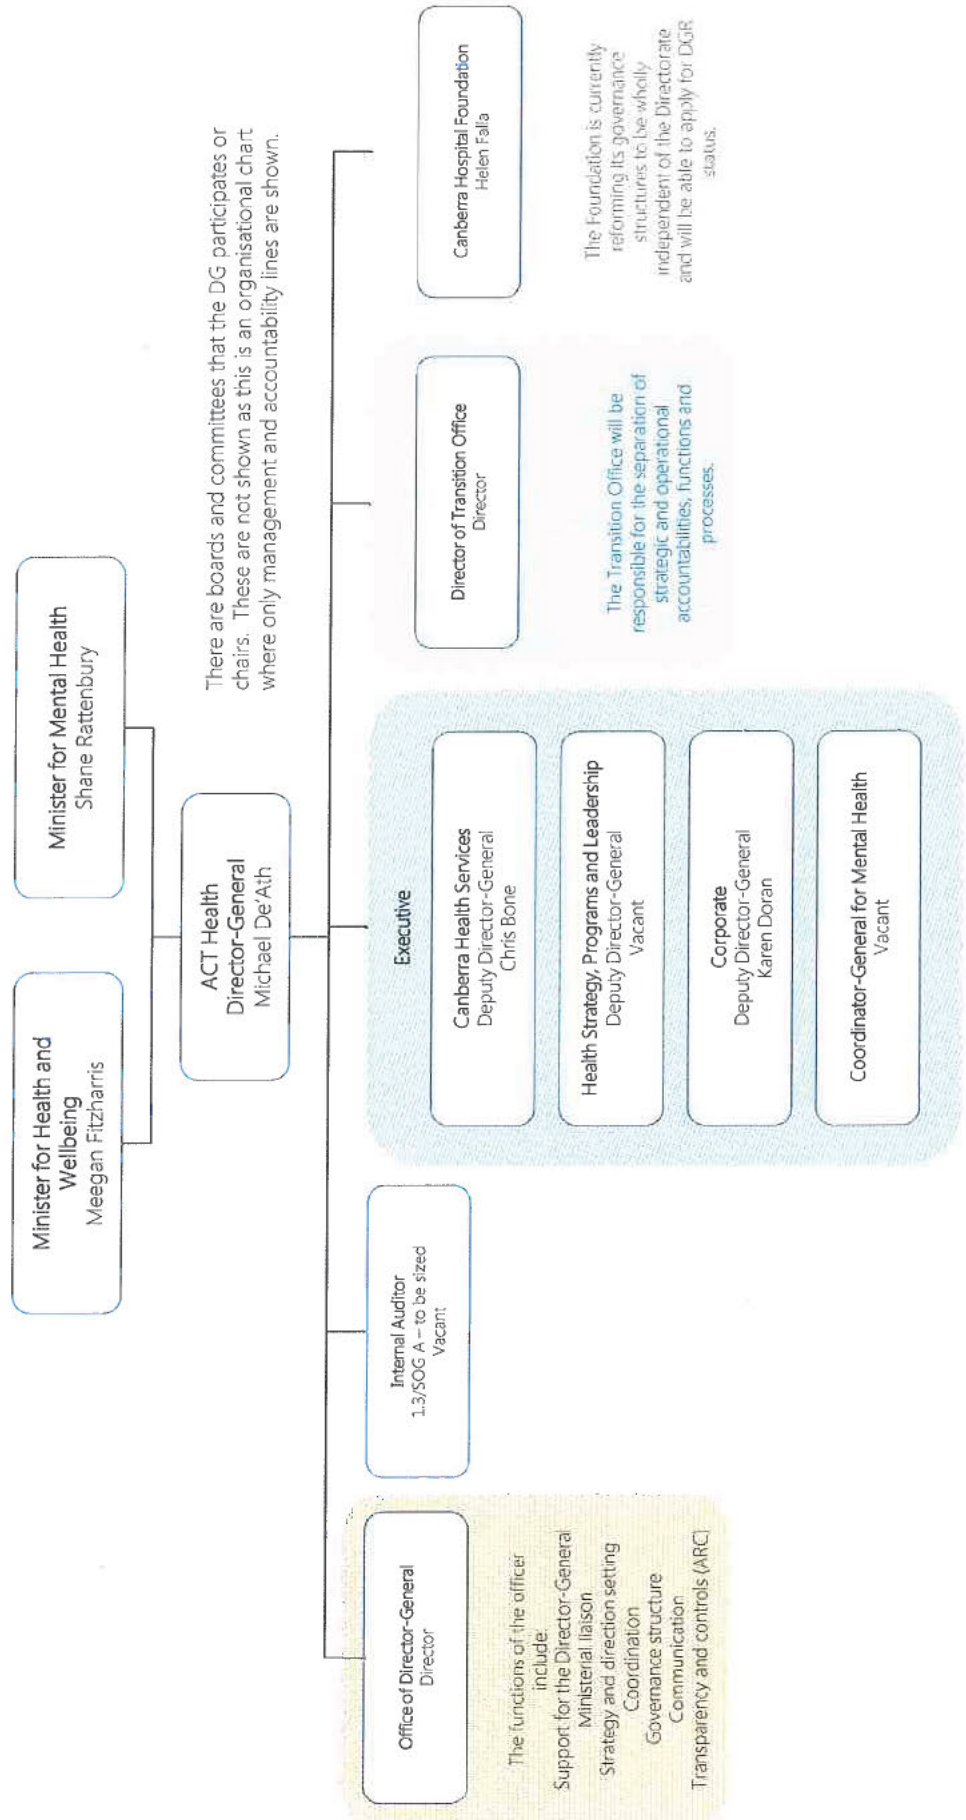 Minister for Health and
Wellbeing
Meegan Fitzharris
Minister for Mental Health
Shane Rattenbury
ACT Health
Director-General
Michael De'Ath
There are boards and committees that the DG participates or
chairs. These are not shown as this is an organisational chart
where only management and accountability lines are shown.
Office of Director-General
Director
The functions of the officer
include:
Support for the Director-General
Ministerial liaison
Strategy and direction setting
Coordination
Governance structure
Communication
Transparency and controls (ARC)
Internal Auditor
1.3/SOG A – to be sized
Vacant
Executive
Canberra Health Services
Deputy Director-General
Chris Bone
Health Strategy, Programs and Leadership
Deputy Director-General
Vacant
Corporate
Deputy Director-General
Karen Doran
Coordinator-General for Mental Health
Vacant
Director of Transition Office
Director
The Transition Office will be
responsible for the separation of
strategic and operational
accountabilities, functions and
processes.
Canberra Hospital Foundation
Helen Falla
The Foundation is currently
reforming its governance
structures to be wholly
independent of the Directorate
and will be able to apply for DGR
status.